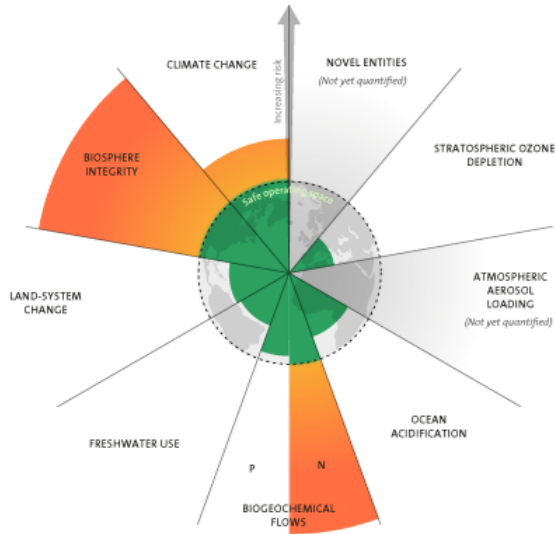 CLIMATE CHANGE
Increasing risk
NOVEL ENTITIES
(Not yet quantified)
STRATOSPHERIC OZONE
DEPLETION
BIOSPHERE
INTEGRITY
Safe operating space
ATMOSPHERIC
AEROSOL
LOADING
(Not yet quantified)
LAND-SYSTEM
CHANGE
OCEAN
ACIDIFICATION
FRESHWATER USE
P
N
BIOGEOCHEMICAL
FLOWS